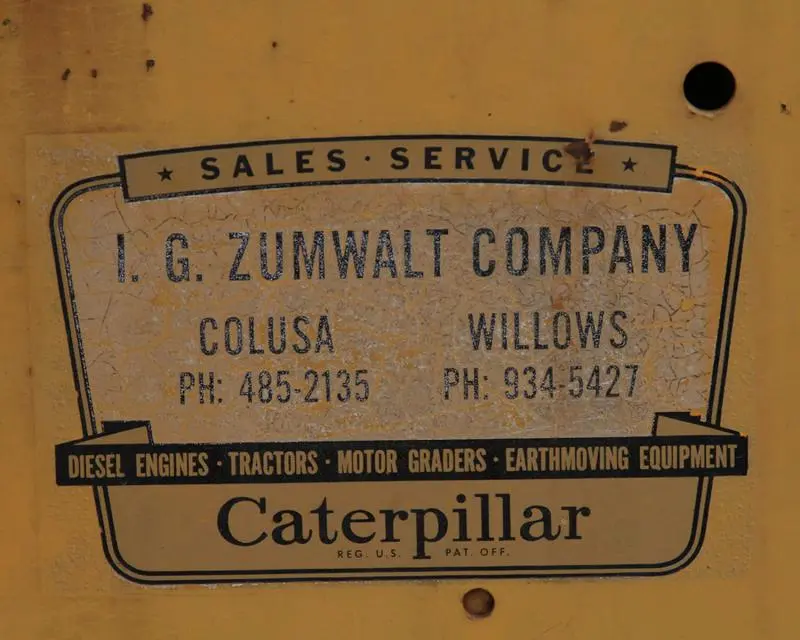 ★ SALES · SERVICE ★
I. G. ZUMWALT COMPANY
COLUSA WILLOWS
PH: 485-2135 PH: 934-5427
DIESEL ENGINES · TRACTORS · MOTOR GRADERS · EARTHMOVING EQUIPMENT
Caterpillar
REG. U.S. PAT. OFF.